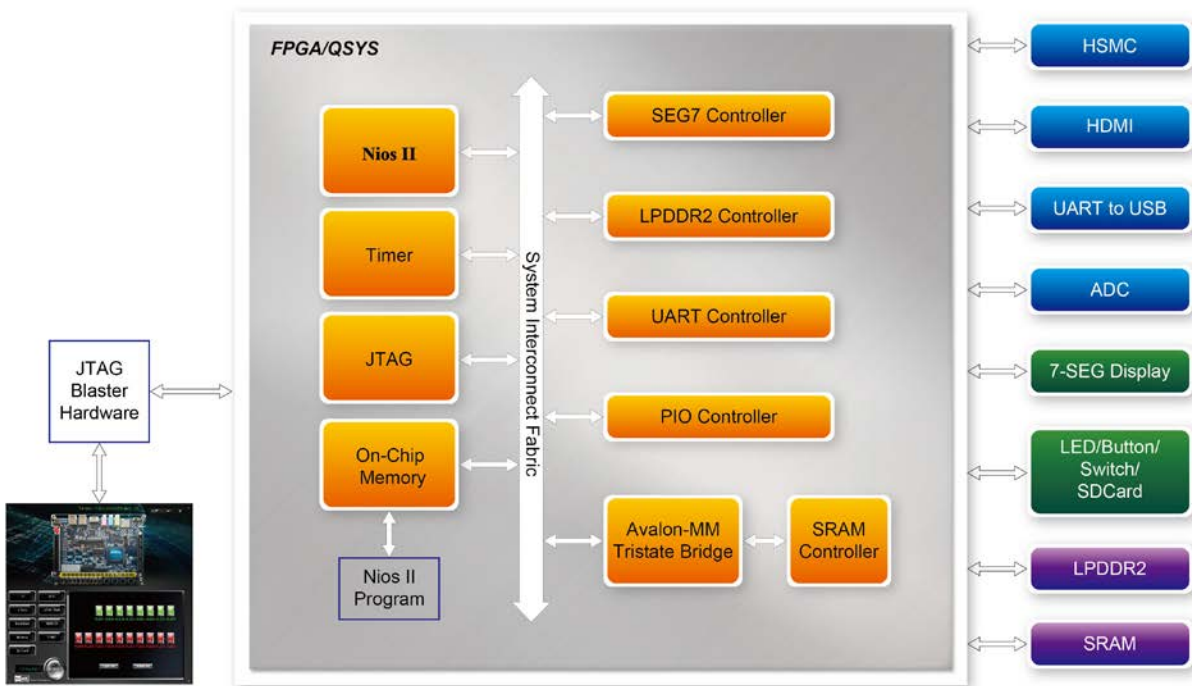 FPGA/QSYS
Nios II
Timer
JTAG
On-Chip
Memory
Nios II
Program
System Interconnect Fabric
SEG7 Controller
LPDDR2 Controller
UART Controller
PIO Controller
Avalon-MM
Tristate Bridge
SRAM
Controller
JTAG
Blaster
Hardware
HSMC
HDMI
UART to USB
ADC
7-SEG Display
LED/Button/
Switch/
SDCard
LPDDR2
SRAM